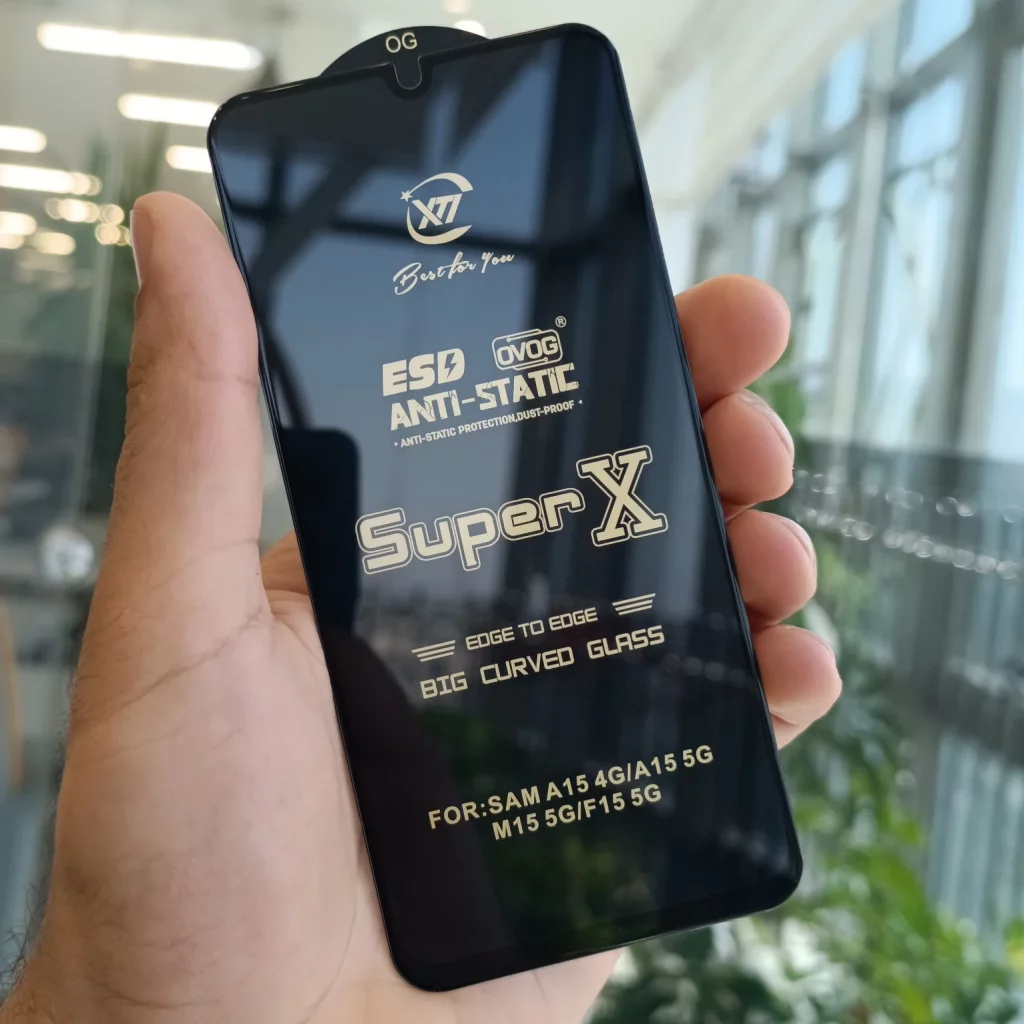 OG
XTI
Best for You
ESD OVOG®
ANTI-STATIC
ANTI-STATIC PROTECTION,DUST-PROOF
Super X
EDGE TO EDGE
BIG CURVED GLASS
FOR:SAM A15 4G/A15 5G
M15 5G/F15 5G